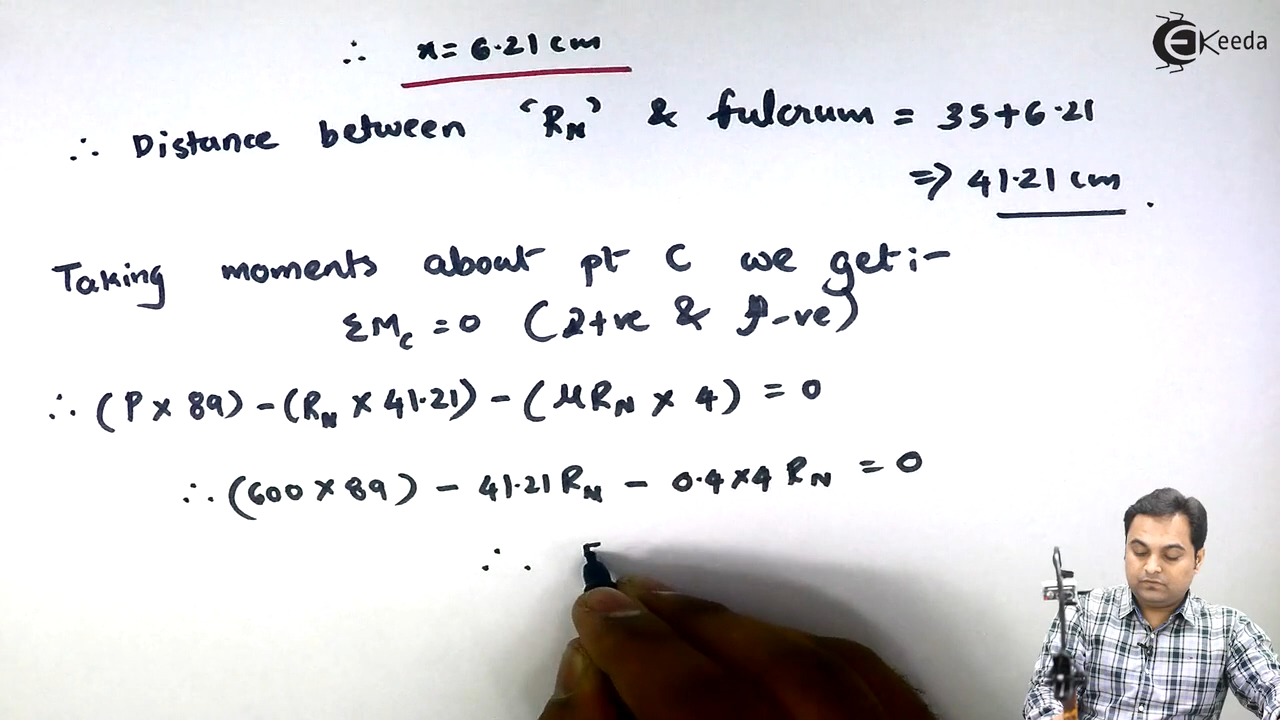 ∴ x = 6.21 cm
EKeeda
∴ Distance between 'R_N' & fulcrum = 35+6.21
=> 41.21 cm.
Taking moments about pt C we get:-
ΣM_C = 0 (↻+ve & ↺-ve)
∴ (P × 89) - (R_N × 41.21) - (μR_N × 4) = 0
∴ (600 × 89) - 41.21 R_N - 0.4×4 R_N = 0
∴